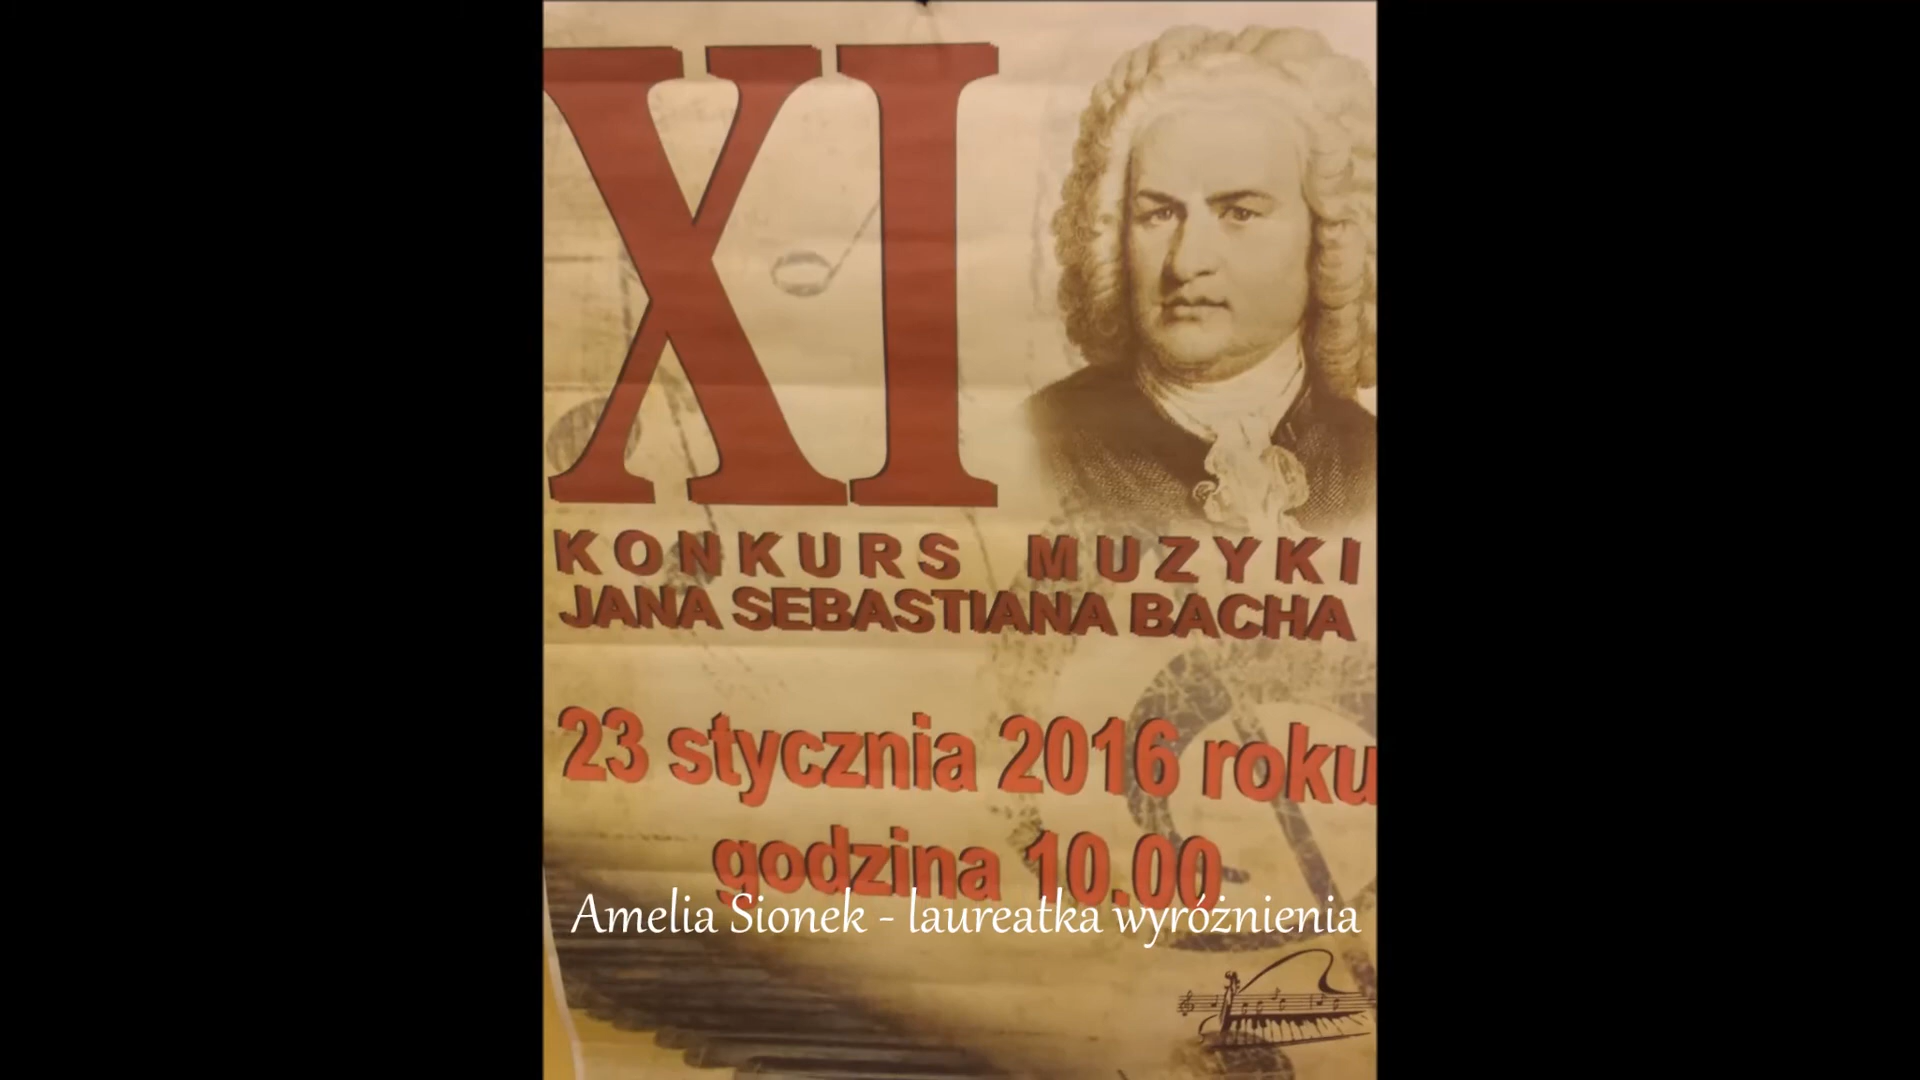 XI
KONKURS MUZYKI
JANA SEBASTIANA BACHA
23 stycznia 2016 roku
godzina 10.00
Amelia Sionek - laureatka wyróżnienia